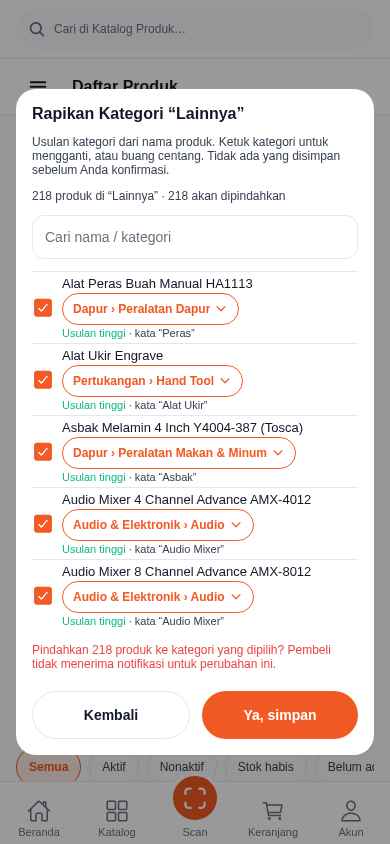 Cari di Katalog Produk…
Daftar Produk
Rapikan Kategori “Lainnya”
Usulan kategori dari nama produk. Ketuk kategori untuk
mengganti, atau buang centang. Tidak ada yang disimpan
sebelum Anda konfirmasi.
218 produk di “Lainnya” · 218 akan dipindahkan
Cari nama / kategori
Alat Peras Buah Manual HA1113
Dapur › Peralatan Dapur
Usulan tinggi · kata “Peras”
Alat Ukir Engrave
Pertukangan › Hand Tool
Usulan tinggi · kata “Alat Ukir”
Asbak Melamin 4 Inch Y4004-387 (Tosca)
Dapur › Peralatan Makan & Minum
Usulan tinggi · kata “Asbak”
Audio Mixer 4 Channel Advance AMX-4012
Audio & Elektronik › Audio
Usulan tinggi · kata “Audio Mixer”
Audio Mixer 8 Channel Advance AMX-8012
Audio & Elektronik › Audio
Usulan tinggi · kata “Audio Mixer”
Pindahkan 218 produk ke kategori yang dipilih? Pembeli
tidak menerima notifikasi untuk perubahan ini.
Kembali
Ya, simpan
Semua
Aktif
Nonaktif
Stok habis
Belum
Beranda
Katalog
Scan
Keranjang
Akun